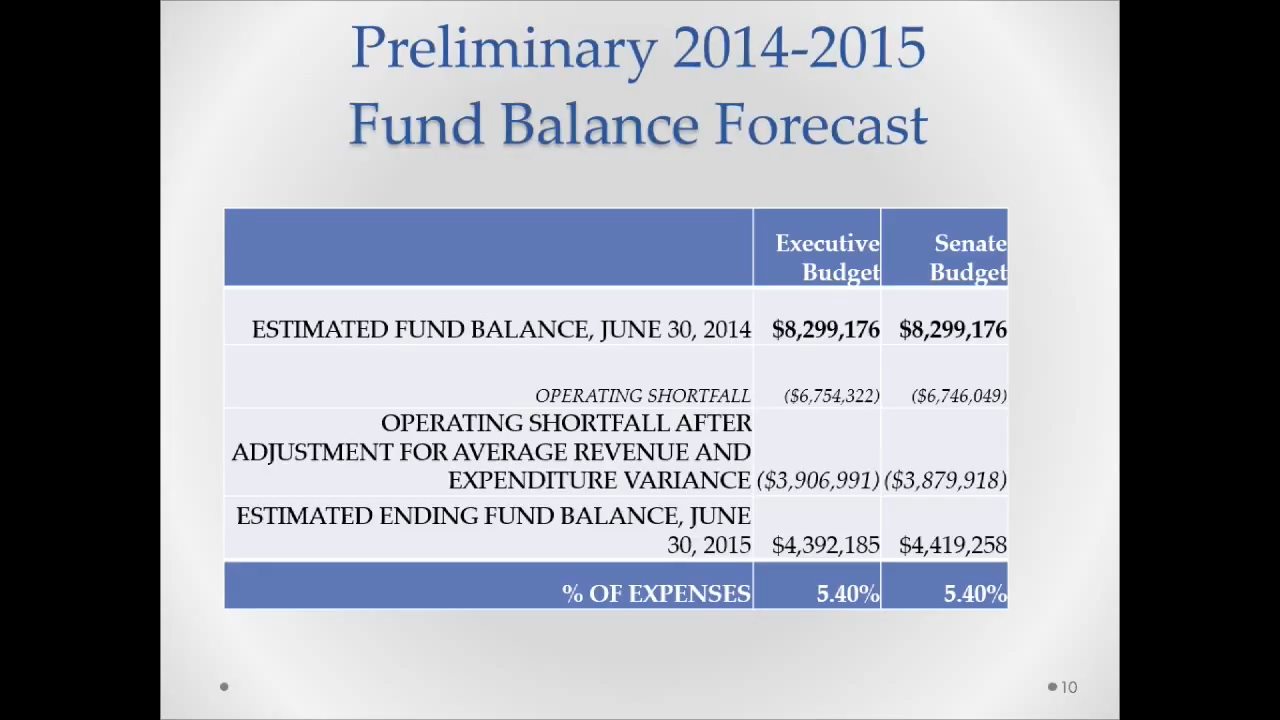 Preliminary 2014-2015
Fund Balance Forecast
Executive Budget
Senate Budget
ESTIMATED FUND BALANCE, JUNE 30, 2014 $8,299,176 $8,299,176
OPERATING SHORTFALL ($6,754,322) ($6,746,049)
OPERATING SHORTFALL AFTER
ADJUSTMENT FOR AVERAGE REVENUE AND
EXPENDITURE VARIANCE ($3,906,991) ($3,879,918)
ESTIMATED ENDING FUND BALANCE, JUNE
30, 2015 $4,392,185 $4,419,258
% OF EXPENSES 5.40% 5.40%
10